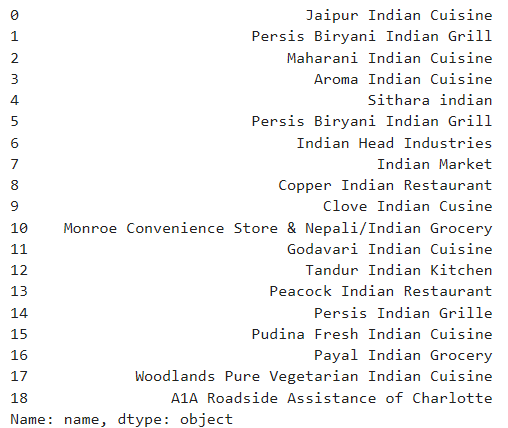 0 Jaipur Indian Cuisine
1 Persis Biryani Indian Grill
2 Maharani Indian Cuisine
3 Aroma Indian Cuisine
4 Sithara indian
5 Persis Biryani Indian Grill
6 Indian Head Industries
7 Indian Market
8 Copper Indian Restaurant
9 Clove Indian Cusine
10 Monroe Convenience Store & Nepali/Indian Grocery
11 Godavari Indian Cuisine
12 Tandur Indian Kitchen
13 Peacock Indian Restaurant
14 Persis Indian Grille
15 Pudina Fresh Indian Cuisine
16 Payal Indian Grocery
17 Woodlands Pure Vegetarian Indian Cuisine
18 A1A Roadside Assistance of Charlotte
Name: name, dtype: object